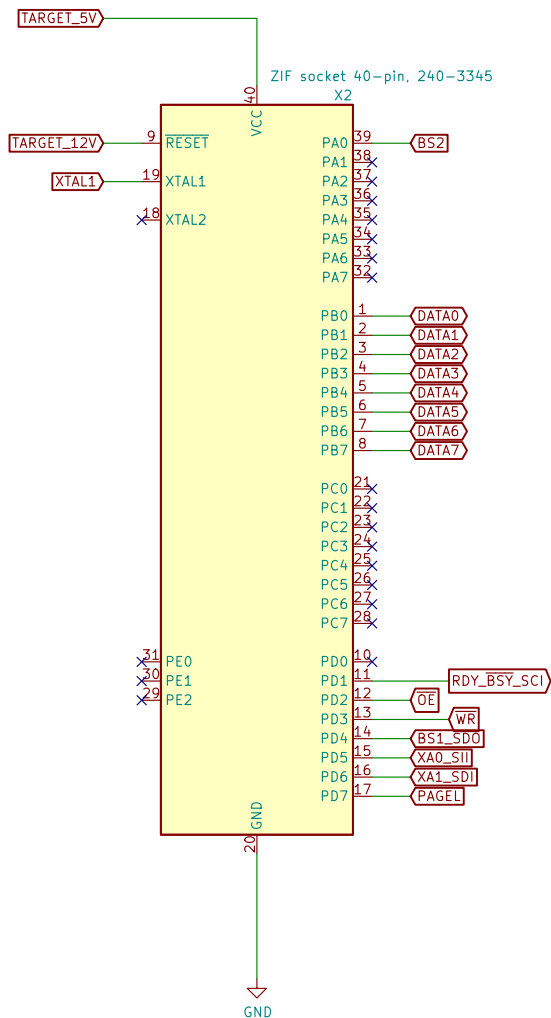 TARGET_5V
ZIF socket 40-pin, 240-3345
X2
40
VCC
TARGET_12V 9 RESET PA0 39 BS2
PA1 38
XTAL1 19 XTAL1 PA2 37
PA3 36
18 XTAL2 PA4 35
PA5 34
PA6 33
PA7 32
PB0 1 DATA0
PB1 2 DATA1
PB2 3 DATA2
PB3 4 DATA3
PB4 5 DATA4
PB5 6 DATA5
PB6 7 DATA6
PB7 8 DATA7
PC0 21
PC1 22
PC2 23
PC3 24
PC4 25
PC5 26
PC6 27
PC7 28
31 PE0 PD0 10
30 PE1 PD1 11 RDY_BSY_SCI
29 PE2 PD2 12 OE
PD3 13 WR
PD4 14 BS1_SDO
PD5 15 XA0_SII
PD6 16 XA1_SDI
PD7 17 PAGEL
GND
20
GND